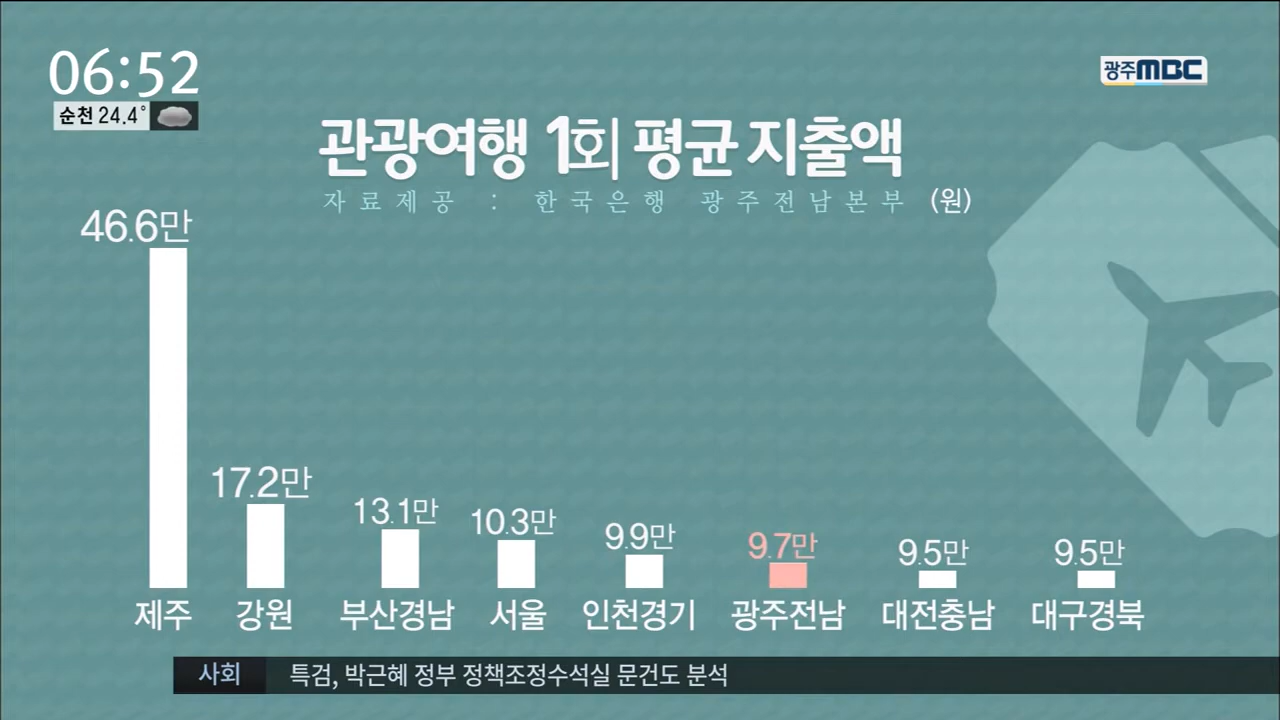 06:52
순천 24.4°
광주MBC
관광여행 1회 평균 지출액
자료제공 : 한국은행 광주전남본부 (원)
46.6만
17.2만
13.1만
10.3만
9.9만
9.7만
9.5만
9.5만
제주
강원
부산경남
서울
인천경기
광주전남
대전충남
대구경북
사회
특검, 박근혜 정부 정책조정수석실 문건도 분석